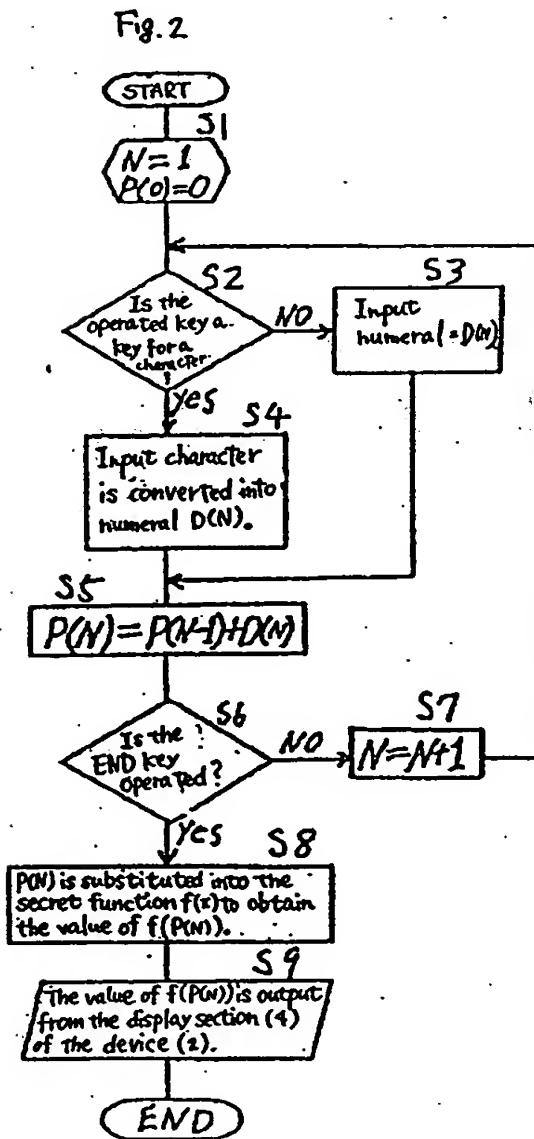 Fig. 2
START
S1
N = 1
P(0)=0
S2
Is the
operated key a
key for a
character
?
NO
S3
Input
numeral = D(N)
Yes
S4
Input character
is converted into
numeral D(N).
S5
P(N) = P(N-1)+D(N)
S6
Is the
END key
operated?
NO
S7
N=N+1
Yes
S8
P(N) is substituted into the
secret function f(x) to obtain
the value of f(P(N)).
S9
The value of f(P(N)) is output
from the display section (4)
of the device (2).
END